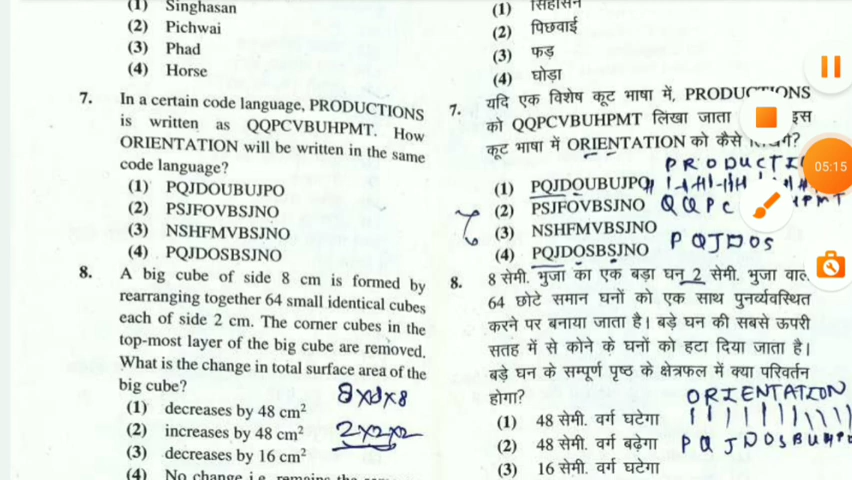 (1) Singhasan
(2) Pichwai
(3) Phad
(4) Horse
7. In a certain code language, PRODUCTIONS
is written as QQPCVBUHPMT. How
ORIENTATION will be written in the same
code language?
(1) PQJDOUBUJPO
(2) PSJFOVBSJNO
(3) NSHFMVBSJNO
(4) PQJDOSBSJNO
8. A big cube of side 8 cm is formed by
rearranging together 64 small identical cubes
each of side 2 cm. The corner cubes in the
top-most layer of the big cube are removed.
What is the change in total surface area of the
big cube?
(1) decreases by 48 cm²
(2) increases by 48 cm²
(3) decreases by 16 cm²
(4)
8×8×8
2×2×2
(1) सिंहासन
(2) पिछवाई
(3) फड़
(4) घोड़ा
7. यदि एक विशेष कूट भाषा में,
को QQPCVBUHPMT लिखा जाता इस
कूट भाषा में ORIENTATION को कैसे
(1) PQJDOUBUJPO
(2) PSJFOVBSJNO
(3) NSHFMVBSJNO
(4) PQJDOSBSJNO
PQJDOS
8. 8 सेमी. भुजा का एक बड़ा घन 2 सेमी. भुजा
64 छोटे समान घनों को एक साथ पुनर्व्यवस्थित
करने पर बनाया जाता है। बड़े घन की सबसे ऊपरी
सतह में से कोने के घनों को हटा दिया जाता है।
बड़े घन के सम्पूर्ण पृष्ठ के क्षेत्रफल में क्या परिवर्तन
होगा?
(1) 48 सेमी. वर्ग घटेगा
(2) 48 सेमी. वर्ग बढ़ेगा
(3) 16 सेमी. वर्ग घटेगा
ORIENTATION
05:15